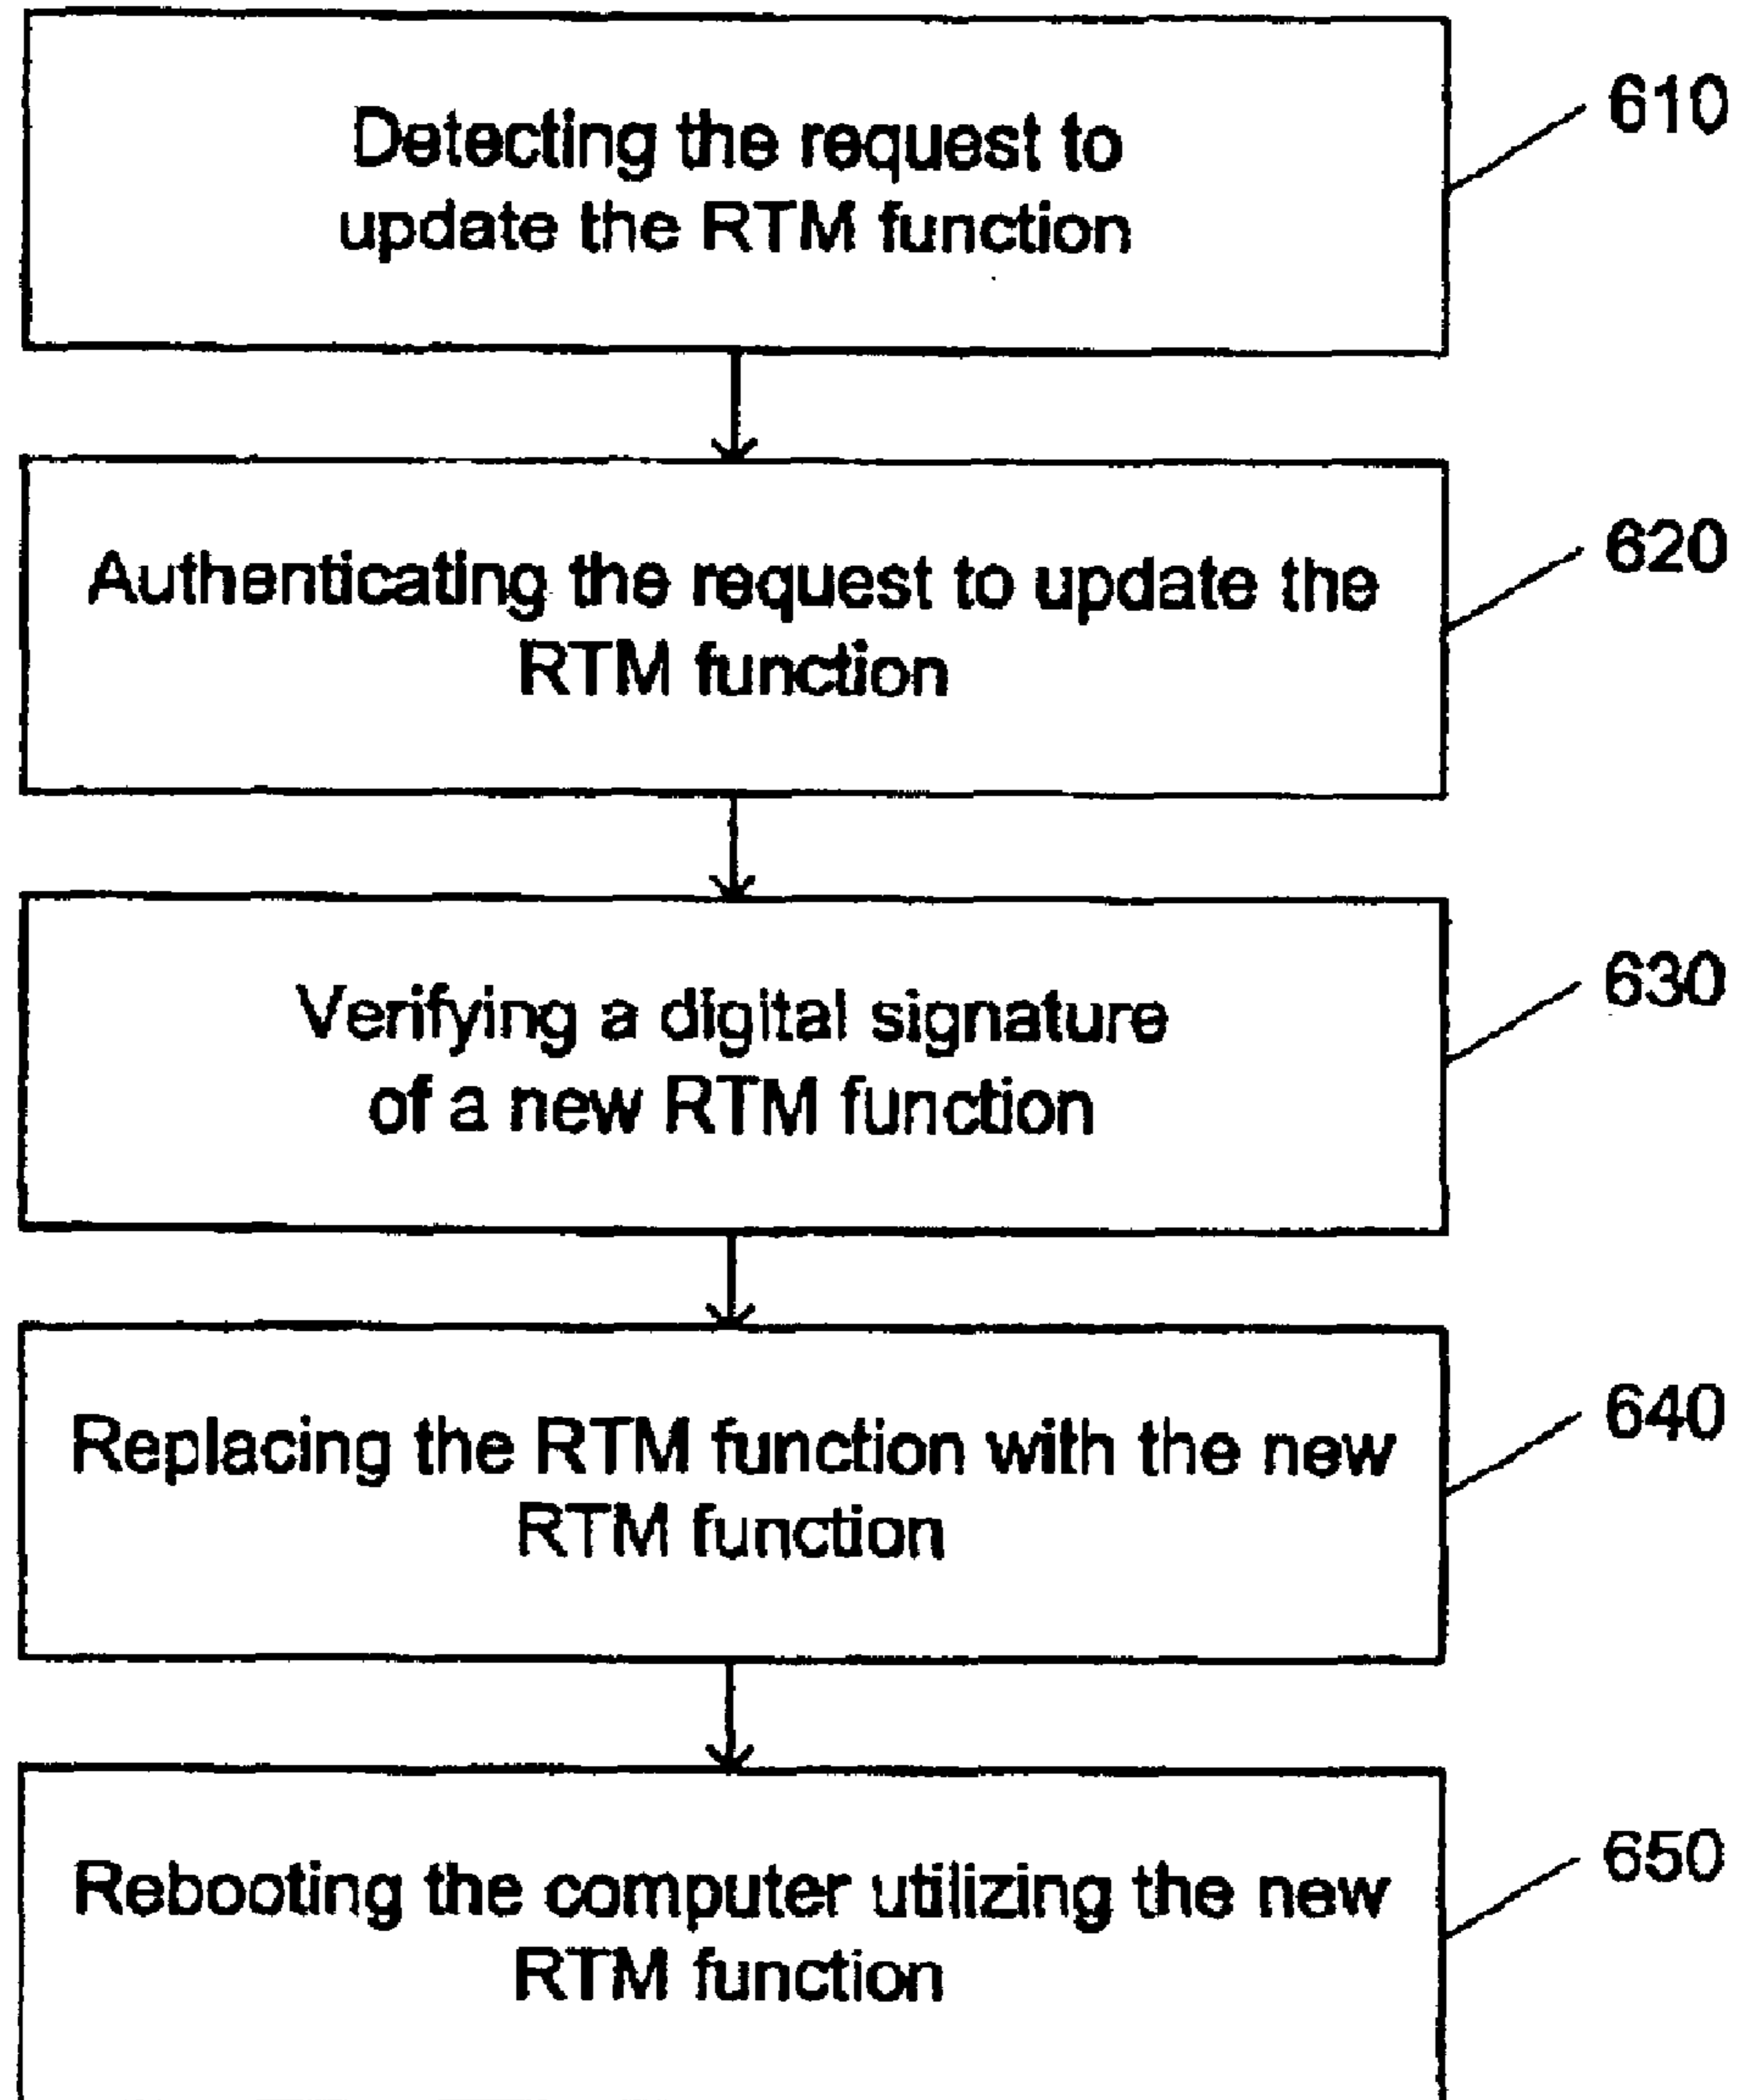 Detecting the request to
update the RTM function
610
Authenticating the request to update the
RTM function
620
Verifying a digital signature
of a new RTM function
630
Replacing the RTM function with the new
RTM function
640
Rebooting the computer utilizing the new
RTM function
650